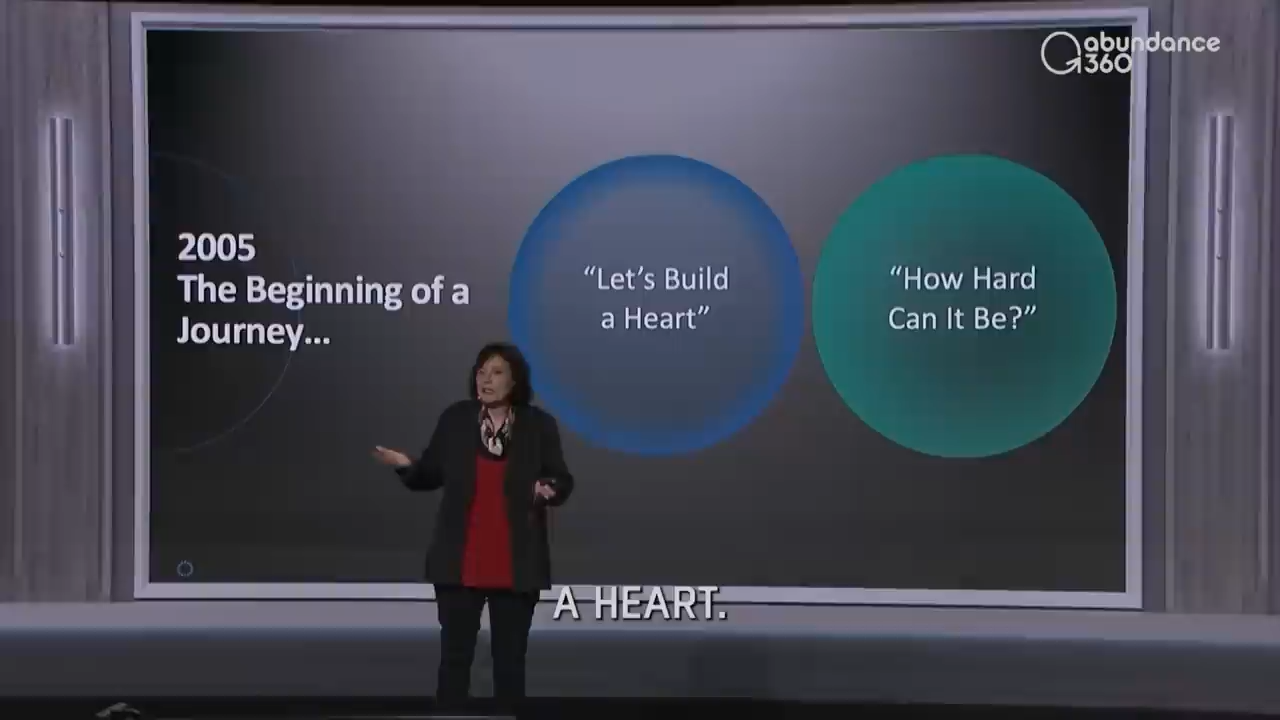 abundance
360
2005
The Beginning of a
Journey...
“Let’s Build
a Heart”
“How Hard
Can It Be?”
A HEART.